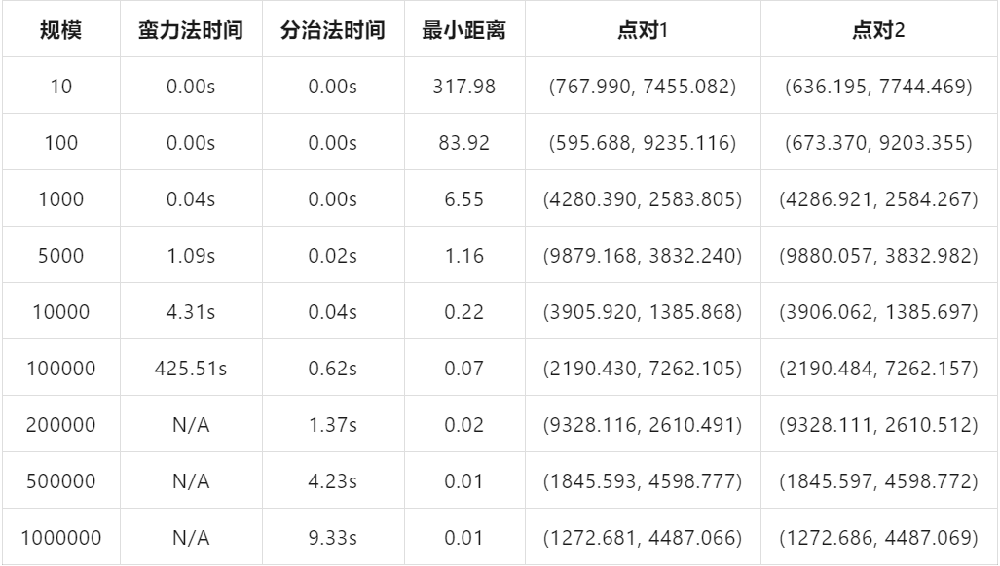 规模 蛮力法时间 分治法时间 最小距离 点对1 点对2
10 0.00s 0.00s 317.98 (767.990, 7455.082) (636.195, 7744.469)
100 0.00s 0.00s 83.92 (595.688, 9235.116) (673.370, 9203.355)
1000 0.04s 0.00s 6.55 (4280.390, 2583.805) (4286.921, 2584.267)
5000 1.09s 0.02s 1.16 (9879.168, 3832.240) (9880.057, 3832.982)
10000 4.31s 0.04s 0.22 (3905.920, 1385.868) (3906.062, 1385.697)
100000 425.51s 0.62s 0.07 (2190.430, 7262.105) (2190.484, 7262.157)
200000 N/A 1.37s 0.02 (9328.116, 2610.491) (9328.111, 2610.512)
500000 N/A 4.23s 0.01 (1845.593, 4598.777) (1845.597, 4598.772)
1000000 N/A 9.33s 0.01 (1272.681, 4487.066) (1272.686, 4487.069)